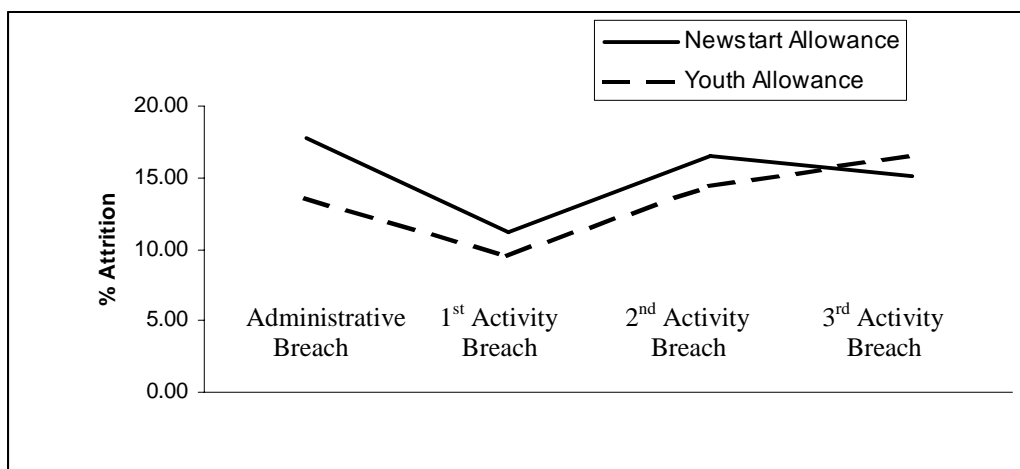 Newstart Allowance
Youth Allowance
20.00
15.00
10.00
5.00
0.00
% Attrition
Administrative
Breach
1st Activity
Breach
2nd Activity
Breach
3rd Activity
Breach